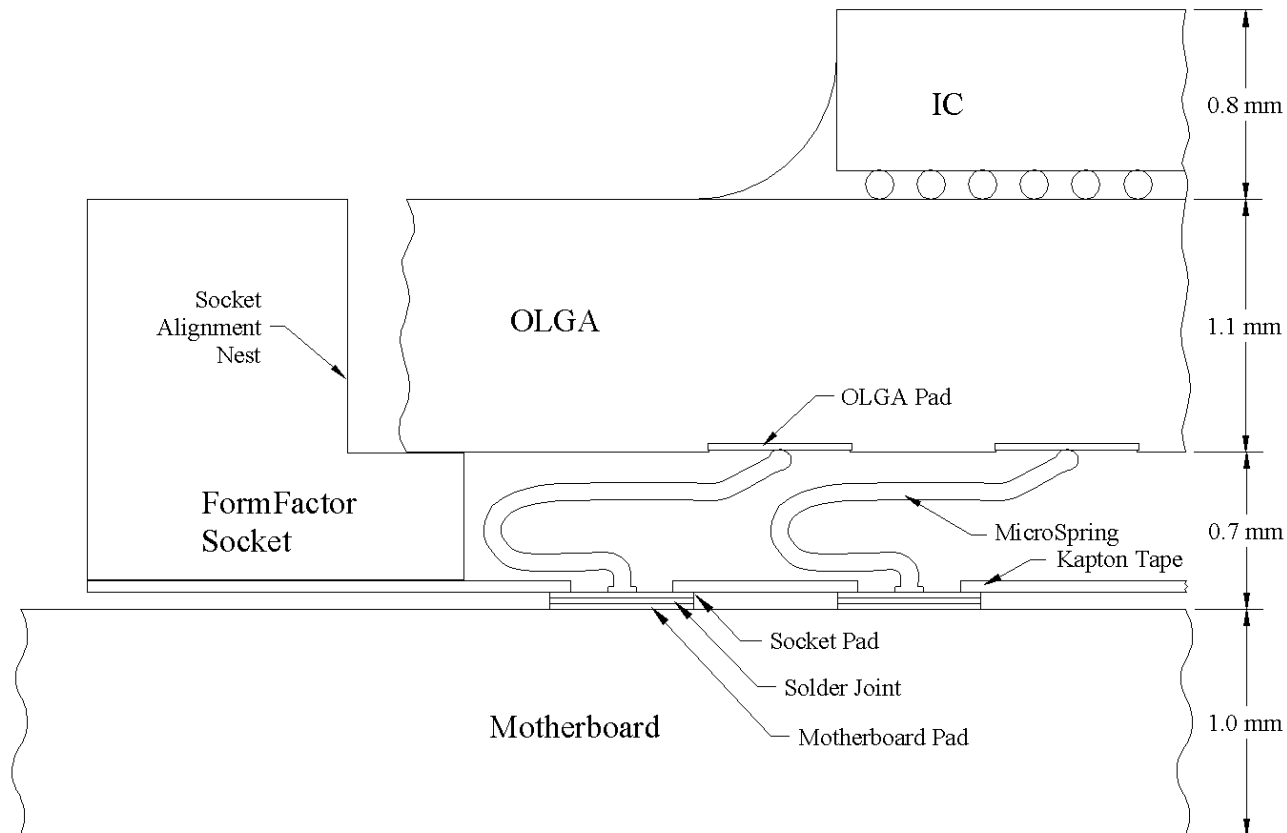 IC
0.8 mm
Socket
Alignment
Nest
OLGA
1.1 mm
OLGA Pad
FormFactor
Socket
MicroSpring
Kapton Tape
0.7 mm
Socket Pad
Solder Joint
Motherboard
Motherboard Pad
1.0 mm